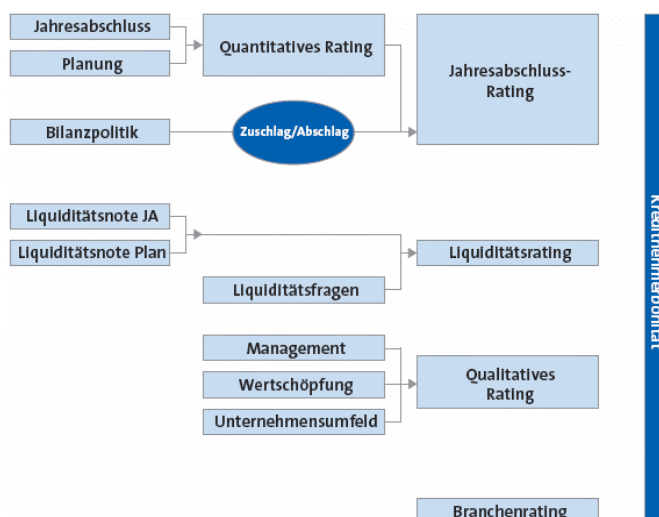 Jahresabschluss
Planung
Quantitatives Rating
Jahresabschluss-
Rating
Bilanzpolitik
Zuschlag/Abschlag
Liquiditätsnote JA
Liquiditätsnote Plan
Liquiditätsfragen
Liquiditätsrating
Management
Wertschöpfung
Unternehmensumfeld
Qualitatives
Rating
Branchenrating